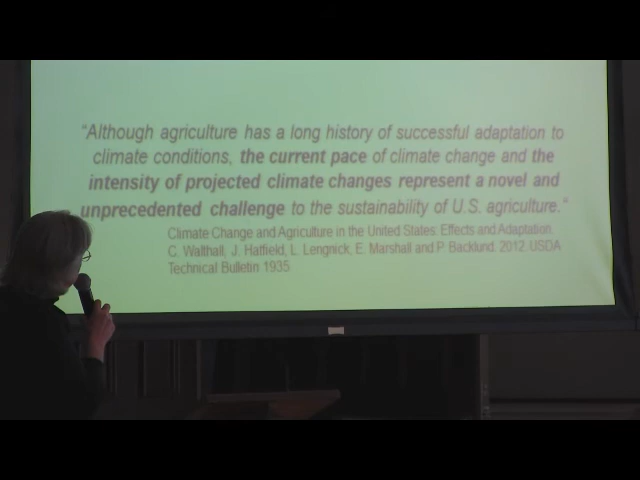 "Although agriculture has a long history of successful adaptation to
climate conditions, the current pace of climate change and the
intensity of projected climate changes represent a novel and
unprecedented challenge to the sustainability of U.S. agriculture."
Climate Change and Agriculture in the United States: Effects and Adaptation.
C. Walthall, J. Hatfield, L. Lengnick, E. Marshall and P. Backlund. 2012. USDA
Technical Bulletin 1935